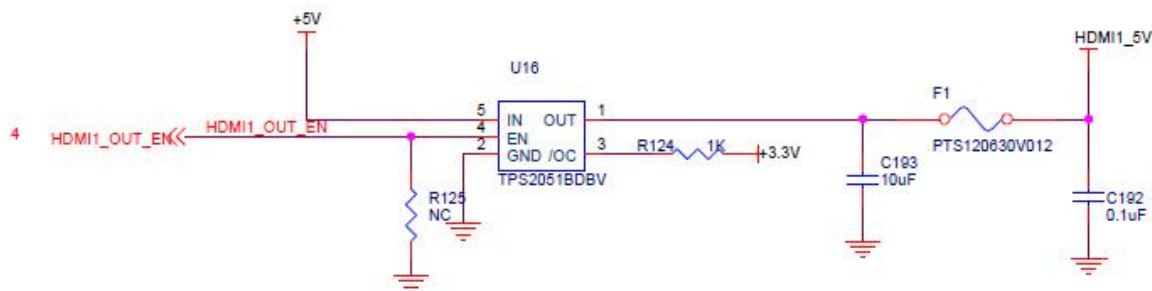 +5V
HDMI1_5V
U16
F1
5 IN OUT 1
4 HDMI1_OUT_EN HDMI1_OUT_EN 4 EN
2 GND /OC 3 R124 1K +3.3V
TPS2051BDBV
PTS120630V012
C193
10uF
R125
NC
C192
0.1uF